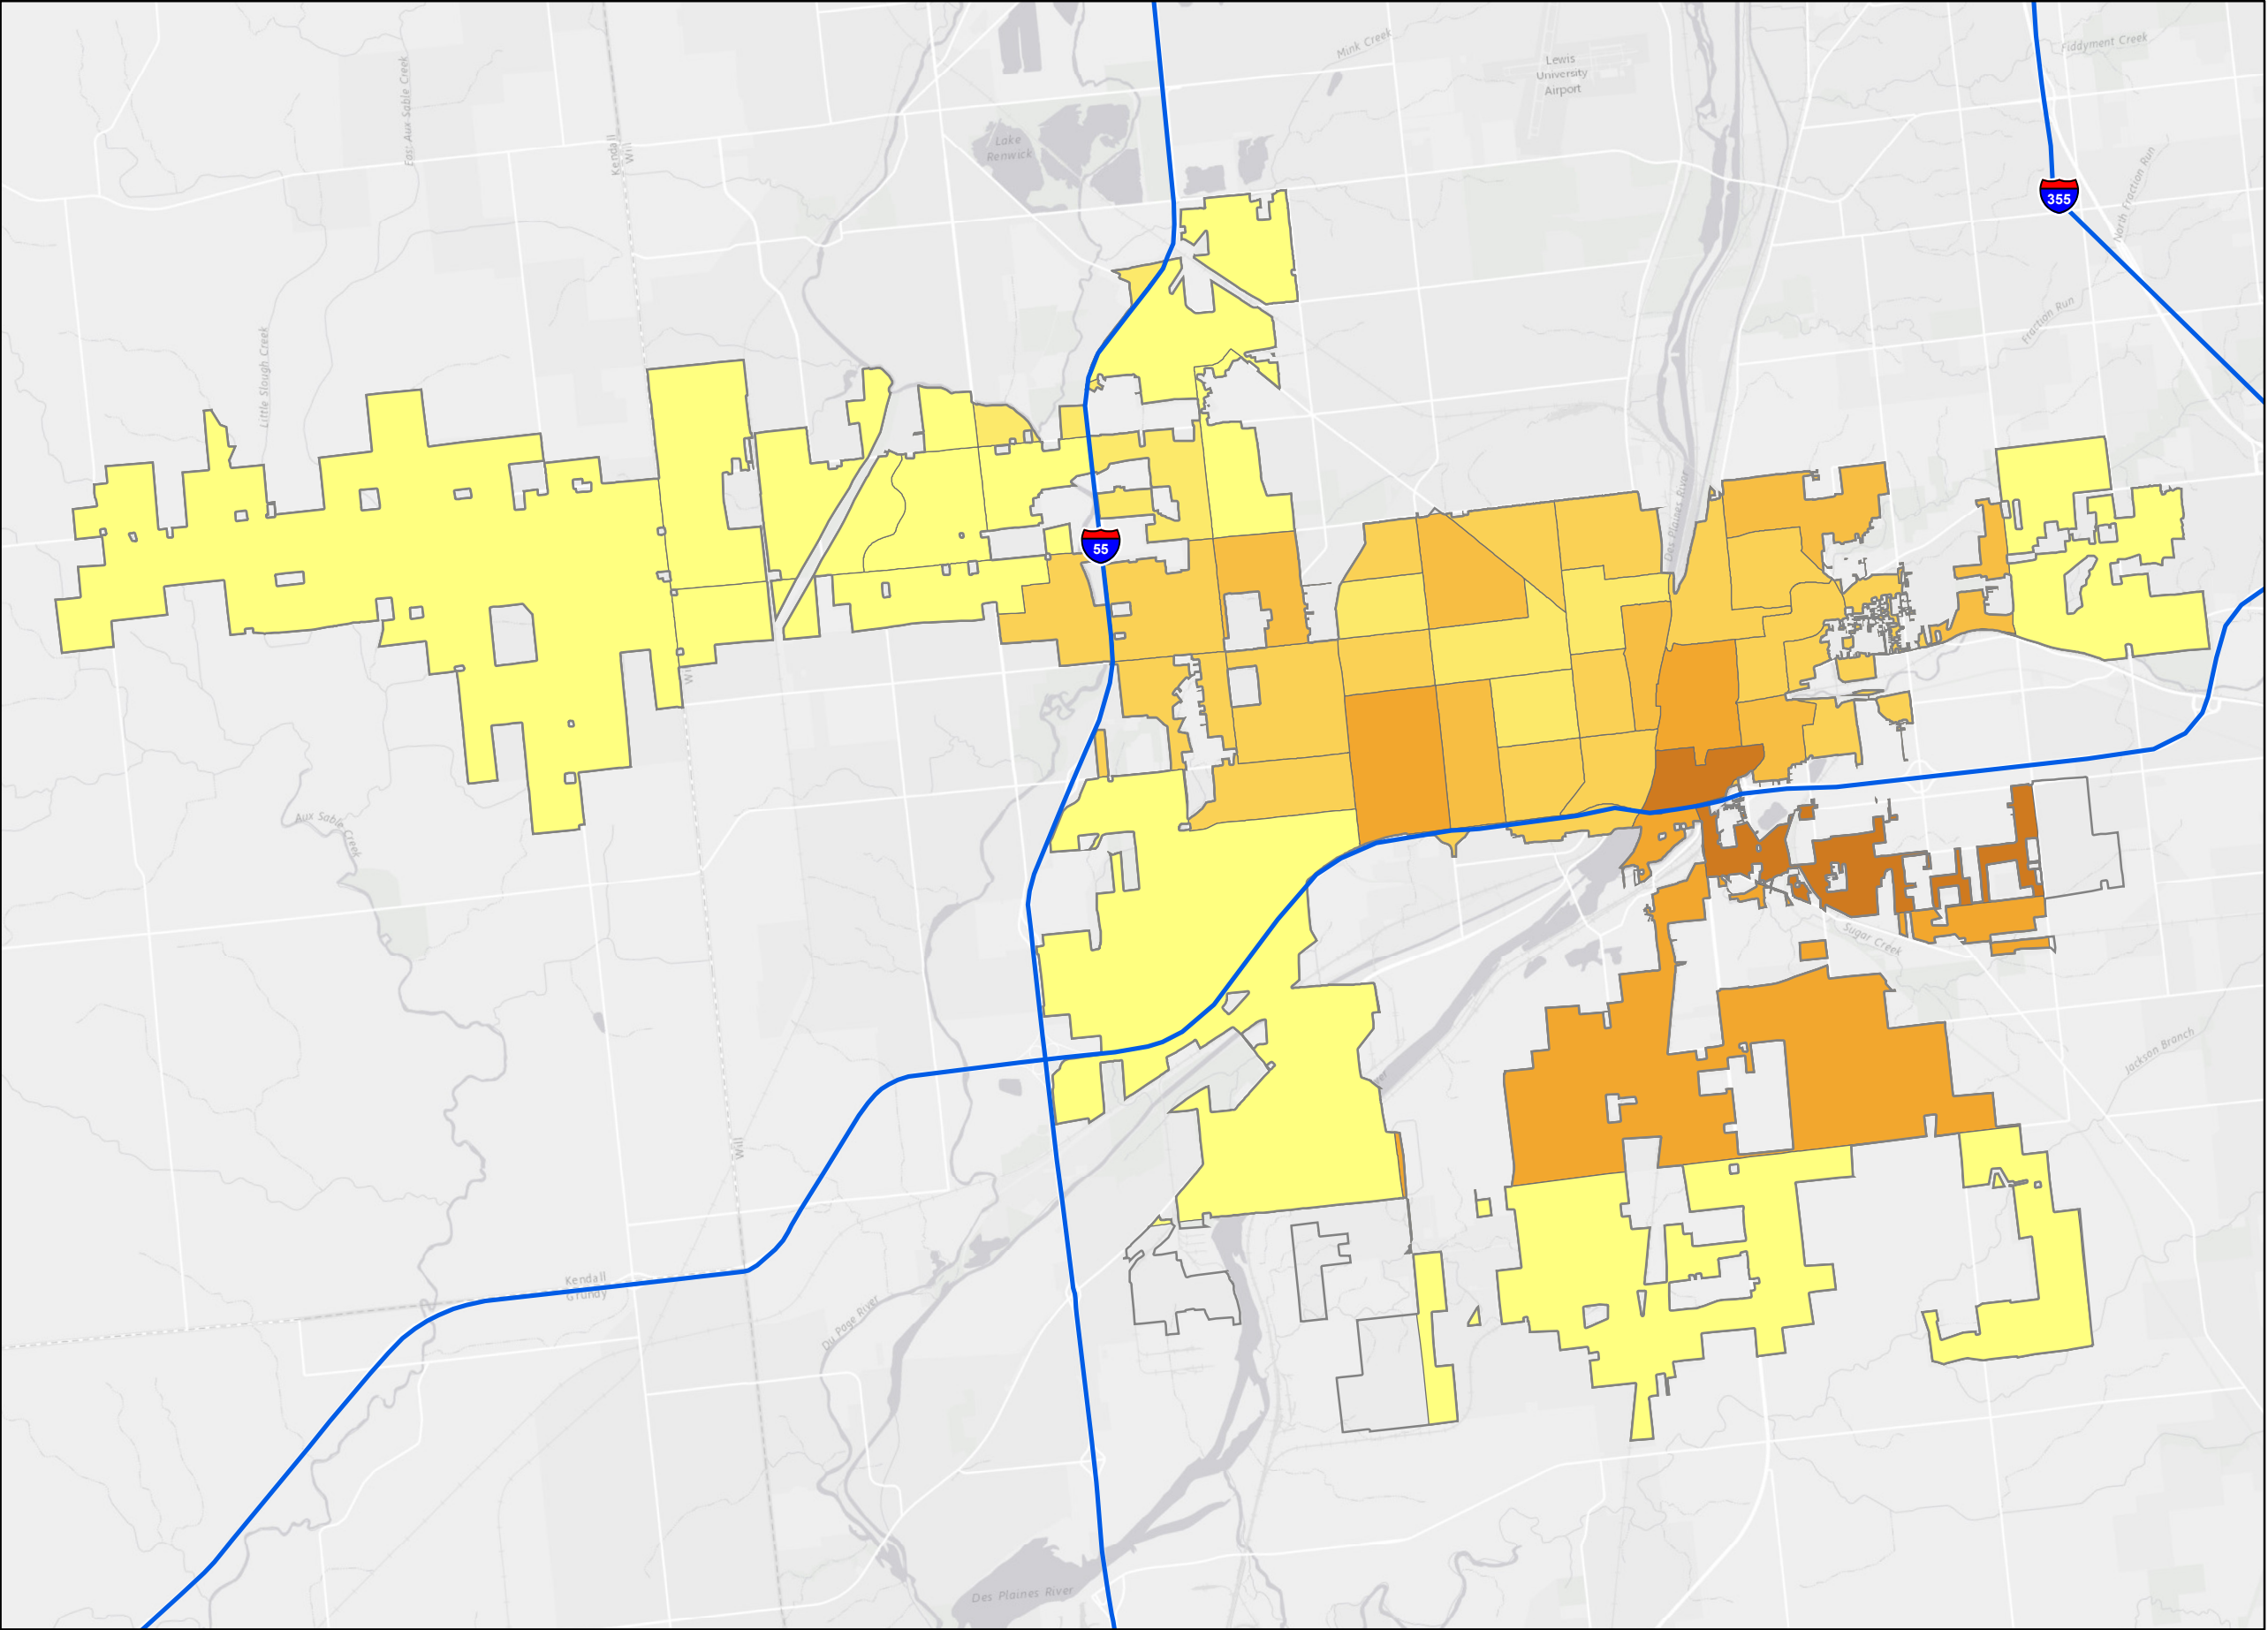 Mink Creek
Fiddyment Creek
Lewis
University
Airport
East Aux Sable Creek
Kendall
Will
Lake
Renwick
355
North Fraction Run
Fraction Run
Little Slough Creek
Des Plaines River
55
Aux Sable Creek
Sugar Creek
Jackson Branch
Will
Kendall
Grundy
Du Page River
Des Plaines River